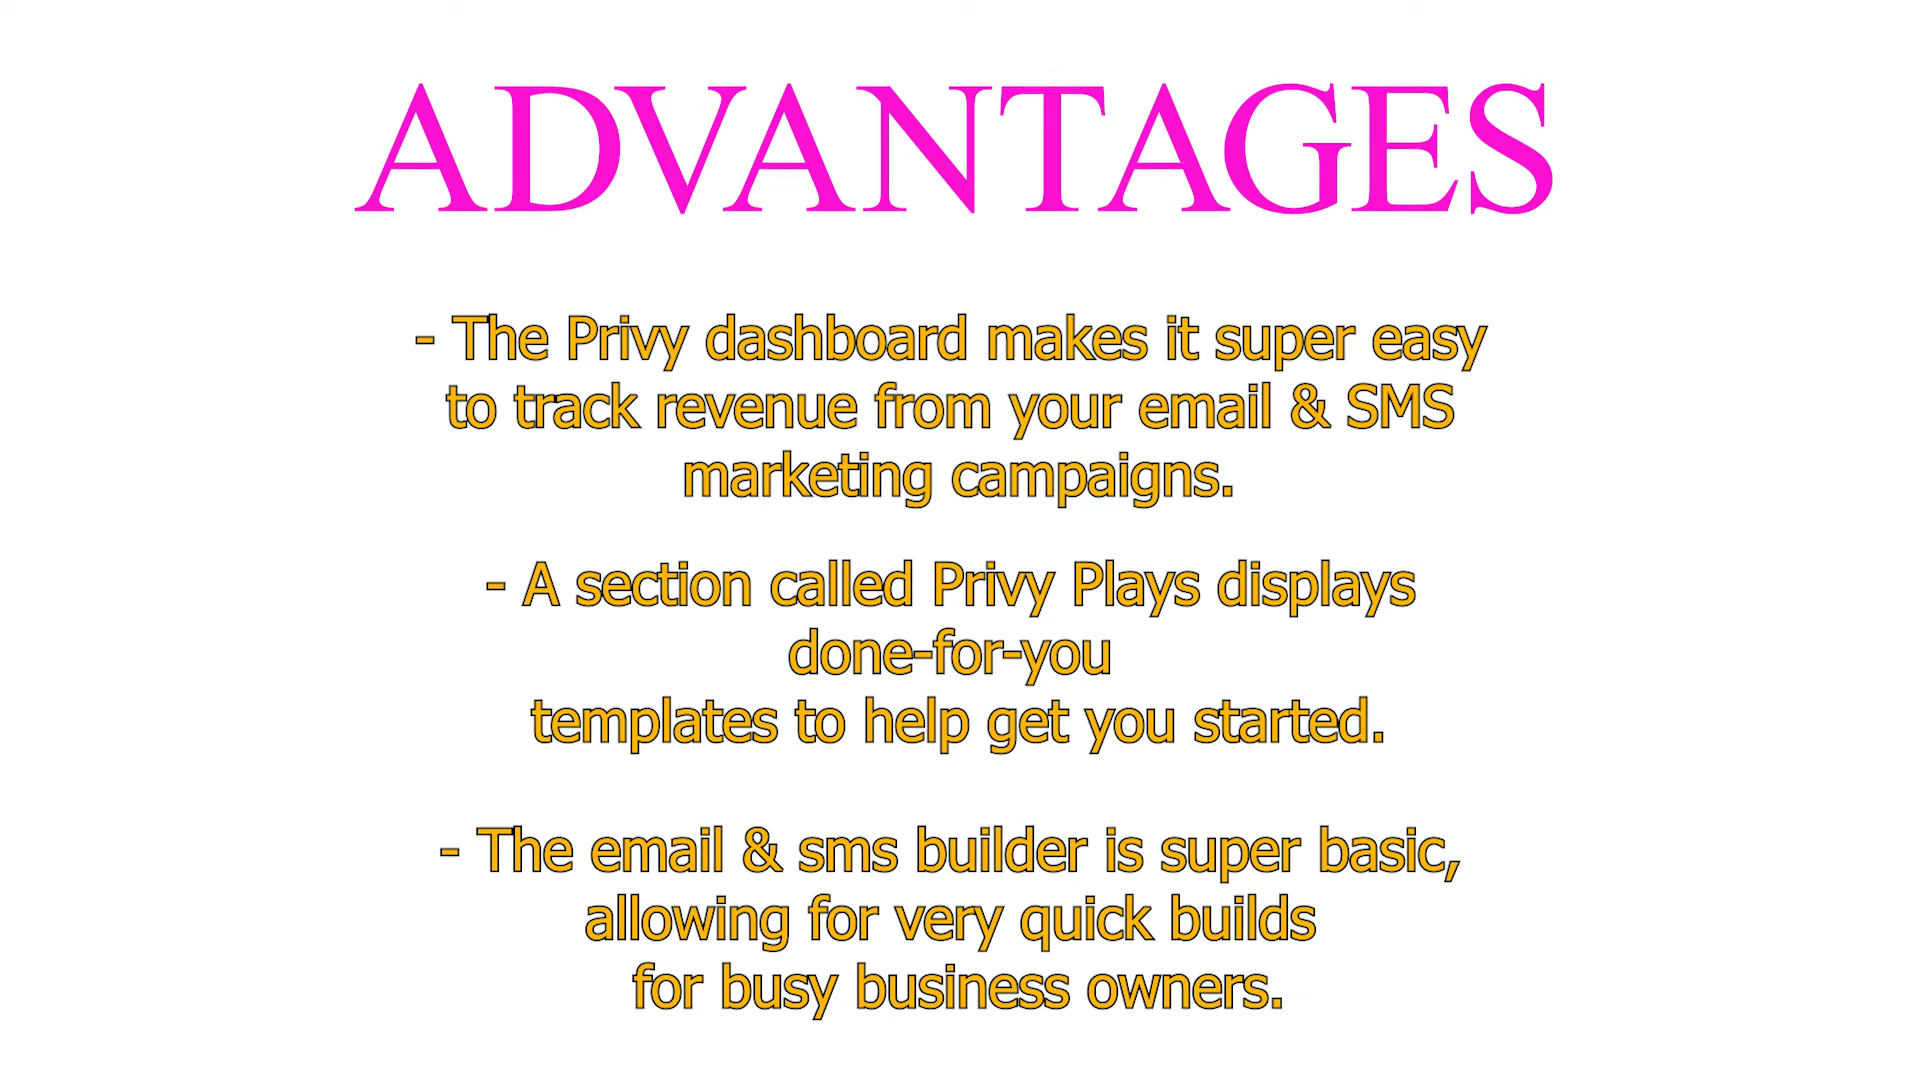 ADVANTAGES
- The Privy dashboard makes it super easy
to track revenue from your email & SMS
marketing campaigns.
- A section called Privy Plays displays
done-for-you
templates to help get you started.
- The email & sms builder is super basic,
allowing for very quick builds
for busy business owners.